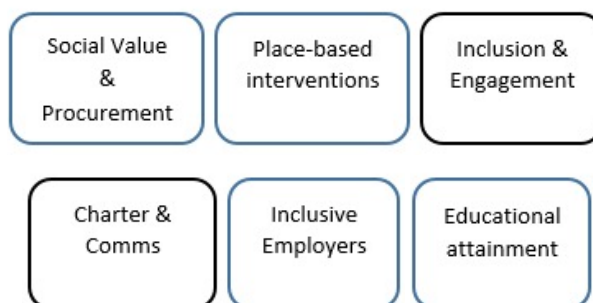 Social Value
&
Procurement
Place-based
interventions
Inclusion &
Engagement
Charter &
Comms
Inclusive
Employers
Educational
attainment